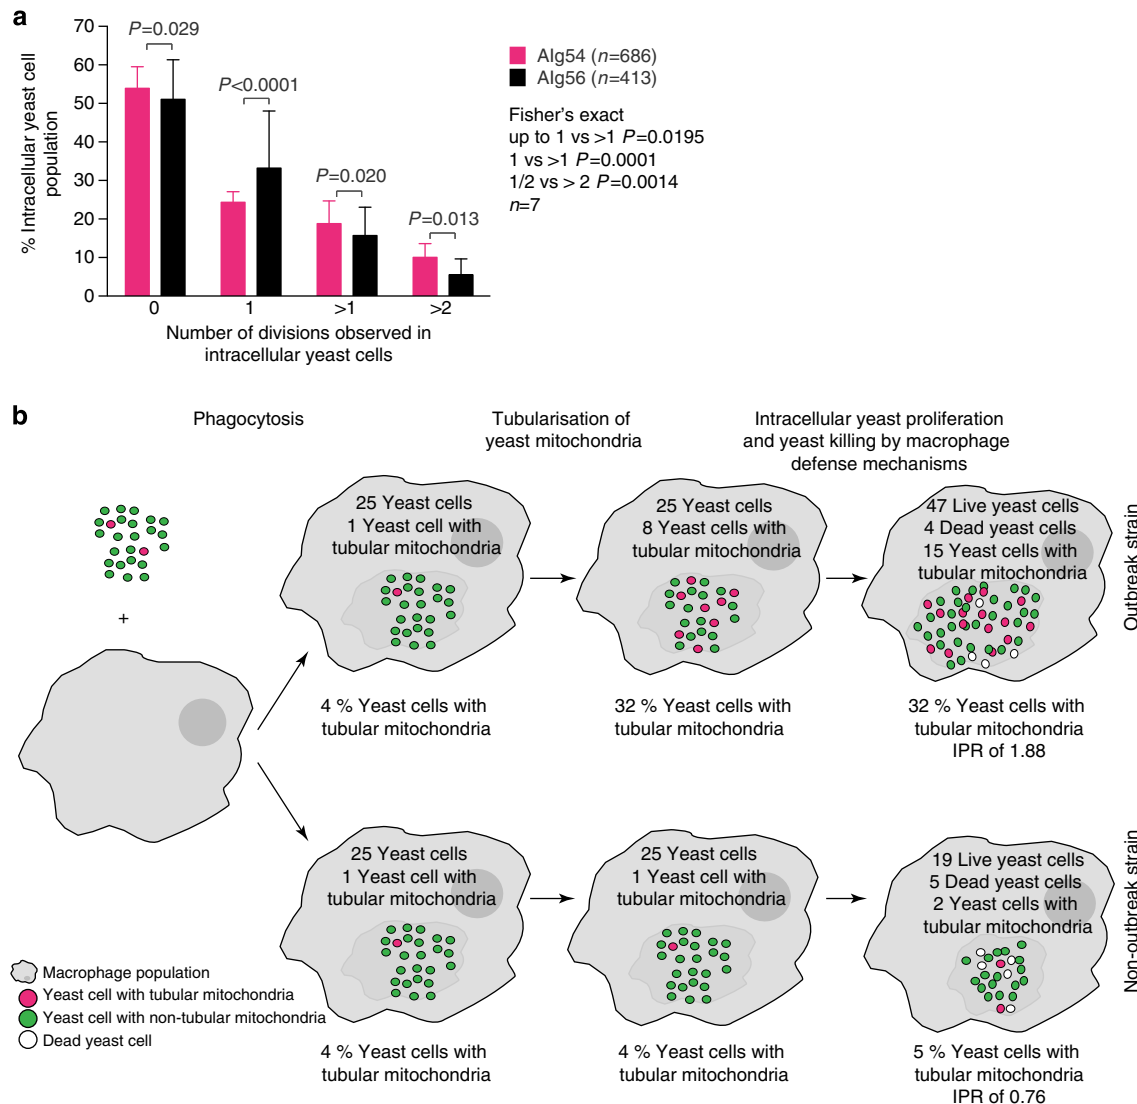 a
70
60
50
40
30
20
10
0
% Intracellular yeast cell
population
P=0.029
P<0.0001
P=0.020
P=0.013
0
1
>1
>2
Number of divisions observed in
intracellular yeast cells
AIg54 (n=686)
AIg56 (n=413)
Fisher's exact
up to 1 vs >1 P=0.0195
1 vs >1 P=0.0001
1/2 vs > 2 P=0.0014
n=7
b
Phagocytosis
Tubularisation of
yeast mitochondria
Intracellular yeast proliferation
and yeast killing by macrophage
defense mechanisms
+
25 Yeast cells
1 Yeast cell with
tubular mitochondria
4 % Yeast cells with
tubular mitochondria
25 Yeast cells
8 Yeast cells with
tubular mitochondria
32 % Yeast cells with
tubular mitochondria
47 Live yeast cells
4 Dead yeast cells
15 Yeast cells with
tubular mitochondria
32 % Yeast cells with
tubular mitochondria
IPR of 1.88
Outbreak strain
25 Yeast cells
1 Yeast cell with
tubular mitochondria
4 % Yeast cells with
tubular mitochondria
25 Yeast cells
1 Yeast cell with
tubular mitochondria
4 % Yeast cells with
tubular mitochondria
19 Live yeast cells
5 Dead yeast cells
2 Yeast cells with
tubular mitochondria
5 % Yeast cells with
tubular mitochondria
IPR of 0.76
Non-outbreak strain
Macrophage population
Yeast cell with tubular mitochondria
Yeast cell with non-tubular mitochondria
Dead yeast cell